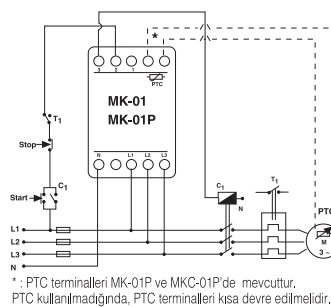 3 2 1
*
PTC
MK-01
MK-01P
T1
Stop
N L1 L2 L3
C1
Start
C1
N
T1
PTC
L1
L2
L3
N
M
3 ~
* : PTC terminalleri MK-01P ve MKC-01P'de mevcuttur.
PTC kullanılmadığında, PTC terminalleri kısa devre edilmelidir.